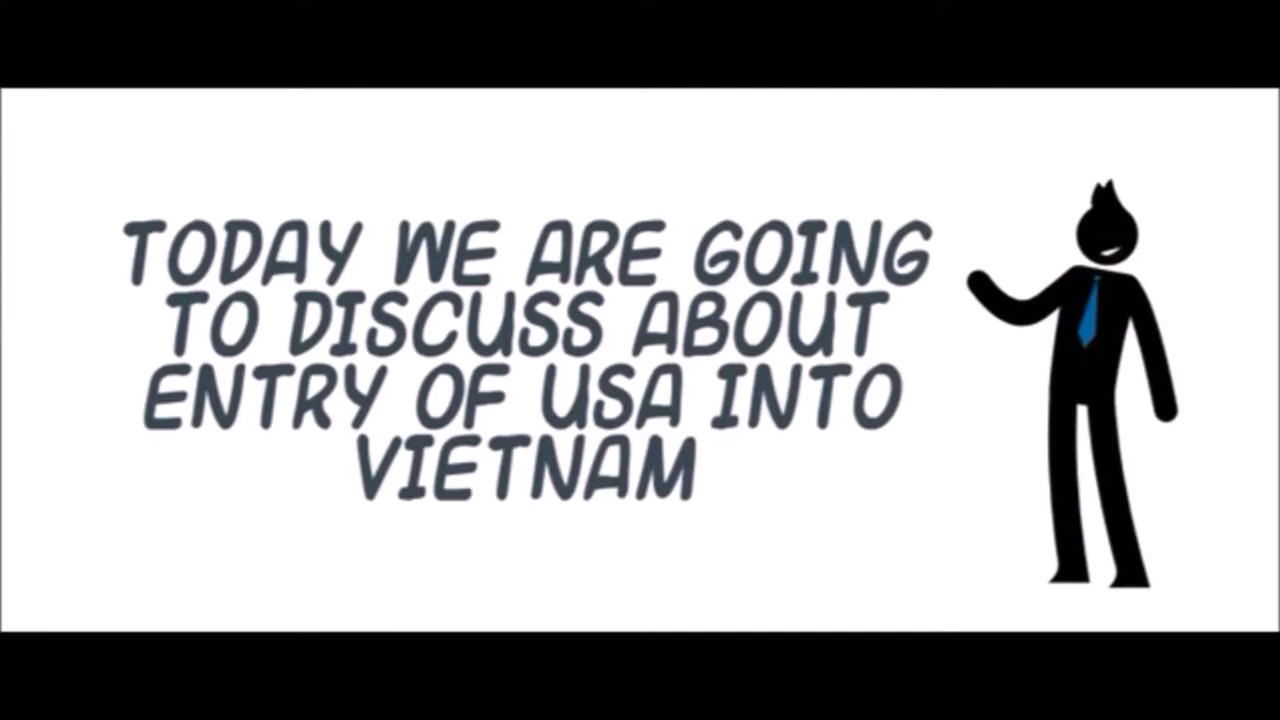 TODAY WE ARE GOING
TO DISCUSS ABOUT
ENTRY OF USA INTO
VIETNAM